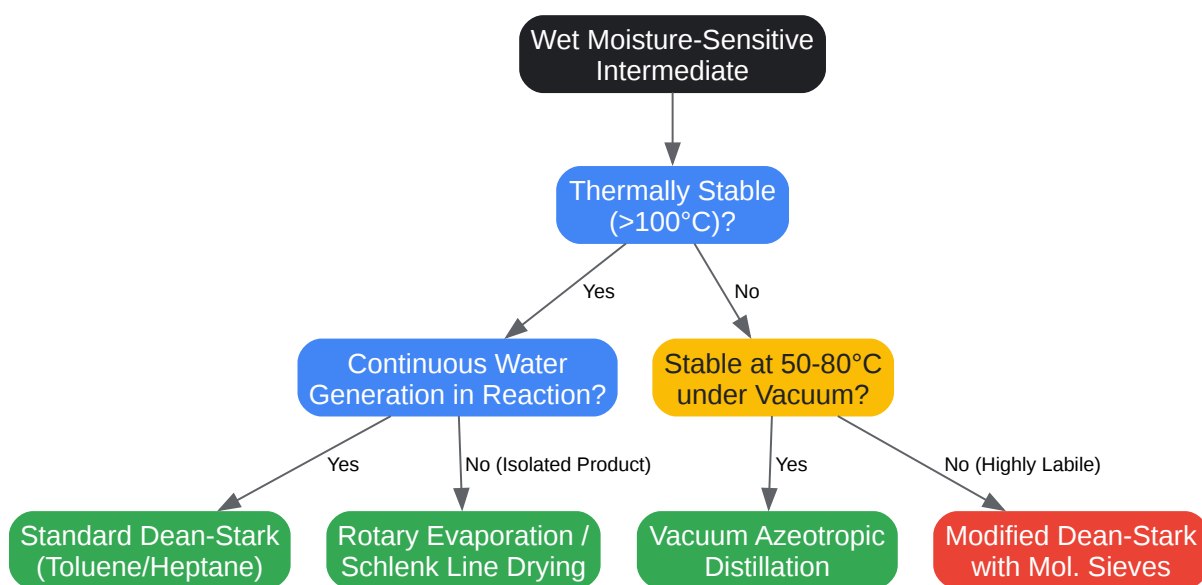 Wet Moisture-Sensitive
Intermediate
Thermally Stable
(>100°C)?
Yes
No
Continuous Water
Generation in Reaction?
Stable at 50-80°C
under Vacuum?
Yes
No (Isolated Product)
Yes
No (Highly Labile)
Standard Dean-Stark
(Toluene/Heptane)
Rotary Evaporation /
Schlenk Line Drying
Vacuum Azeotropic
Distillation
Modified Dean-Stark
with Mol. Sieves